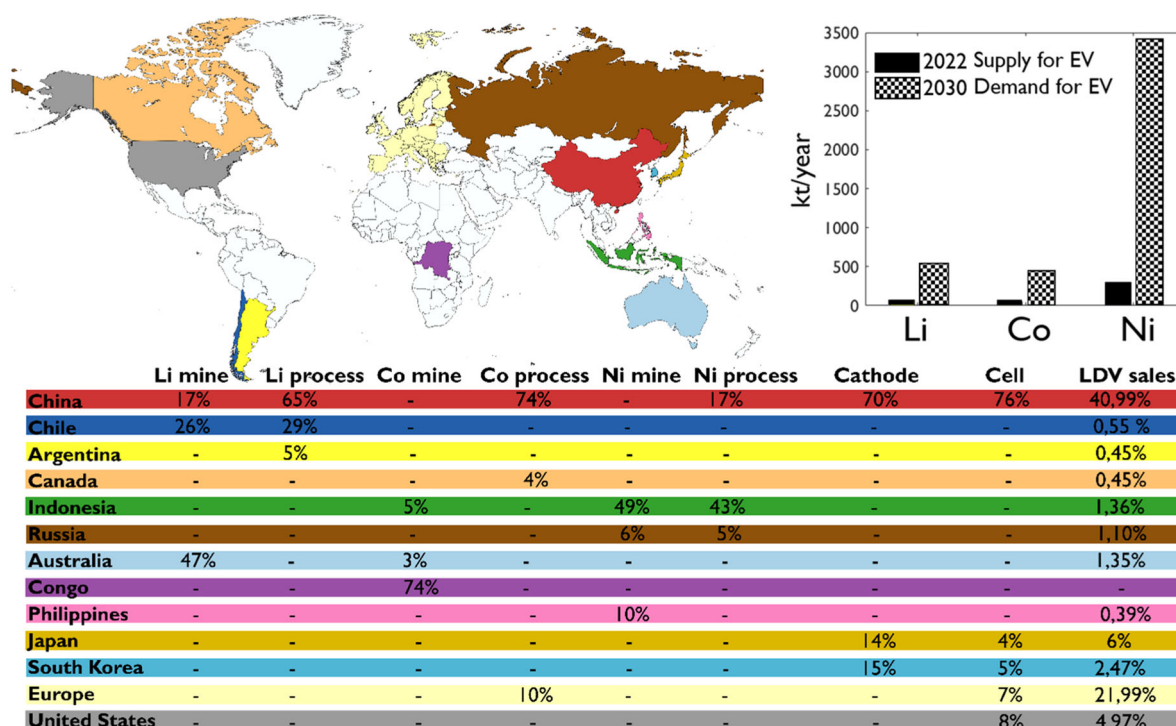 3500
3000
2500
2000
1500
1000
500
0
kt/year
2022 Supply for EV
2030 Demand for EV
Li Co Ni
Li mine Li process Co mine Co process Ni mine Ni process Cathode Cell LDV sales
China 17% 65% - 74% - 17% 70% 76% 40,99%
Chile 26% 29% - - - - - - 0,55 %
Argentina - 5% - - - - - - 0,45%
Canada - - - 4% - - - - 0,45%
Indonesia - - 5% - 49% 43% - - 1,36%
Russia - - - - 6% 5% - - 1,10%
Australia 47% - 3% - - - - - 1,35%
Congo - - 74% - - - - - -
Philippines - - - - 10% - - - 0,39%
Japan - - - - - - 14% 4% 6%
South Korea - - - - - - 15% 5% 2,47%
Europe - - - 10% - - - 7% 21,99%
United States - - - - - - - 8% 4,97%